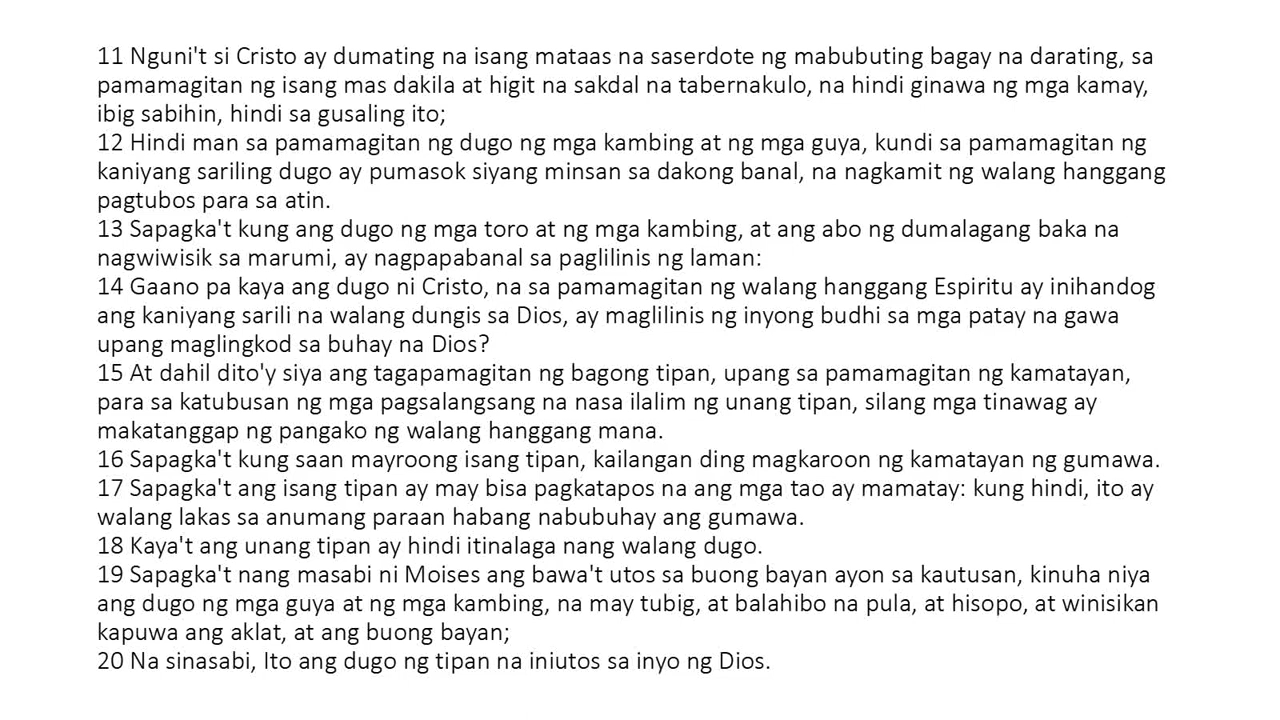 11 Nguni't si Cristo ay dumating na isang mataas na saserdote ng mabubuting bagay na darating, sa
pamamagitan ng isang mas dakila at higit na sakdal na tabernakulo, na hindi ginawa ng mga kamay,
ibig sabihin, hindi sa gusaling ito;
12 Hindi man sa pamamagitan ng dugo ng mga kambing at ng mga guya, kundi sa pamamagitan ng
kaniyang sariling dugo ay pumasok siyang minsan sa dakong banal, na nagkamit ng walang hanggang
pagtubos para sa atin.
13 Sapagka't kung ang dugo ng mga toro at ng mga kambing, at ang abo ng dumalagang baka na
nagwiwisik sa marumi, ay nagpapabanal sa paglilinis ng laman:
14 Gaano pa kaya ang dugo ni Cristo, na sa pamamagitan ng walang hanggang Espiritu ay inihandog
ang kaniyang sarili na walang dungis sa Dios, ay maglilinis ng inyong budhi sa mga patay na gawa
upang maglingkod sa buhay na Dios?
15 At dahil dito'y siya ang tagapamagitan ng bagong tipan, upang sa pamamagitan ng kamatayan,
para sa katubusan ng mga pagsalangsang na nasa ilalim ng unang tipan, silang mga tinawag ay
makatanggap ng pangako ng walang hanggang mana.
16 Sapagka't kung saan mayroong isang tipan, kailangan ding magkaroon ng kamatayan ng gumawa.
17 Sapagka't ang isang tipan ay may bisa pagkatapos na ang mga tao ay mamatay: kung hindi, ito ay
walang lakas sa anumang paraan habang nabubuhay ang gumawa.
18 Kaya't ang unang tipan ay hindi itinalaga nang walang dugo.
19 Sapagka't nang masabi ni Moises ang bawa't utos sa buong bayan ayon sa kautusan, kinuha niya
ang dugo ng mga guya at ng mga kambing, na may tubig, at balahibo na pula, at hisopo, at winisikan
kapuwa ang aklat, at ang buong bayan;
20 Na sinasabi, Ito ang dugo ng tipan na iniutos sa inyo ng Dios.